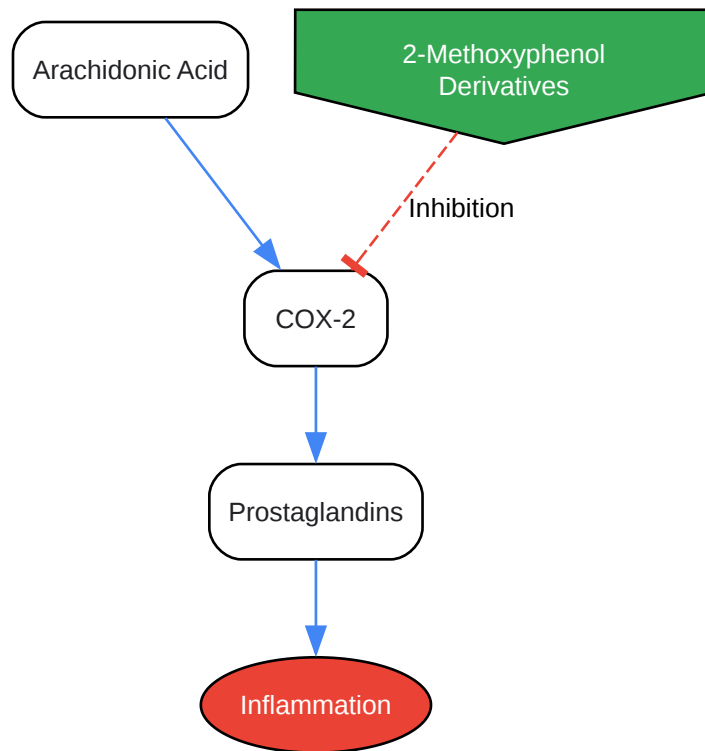 Arachidonic Acid
2-Methoxyphenol
Derivatives
Inhibition
COX-2
Prostaglandins
Inflammation